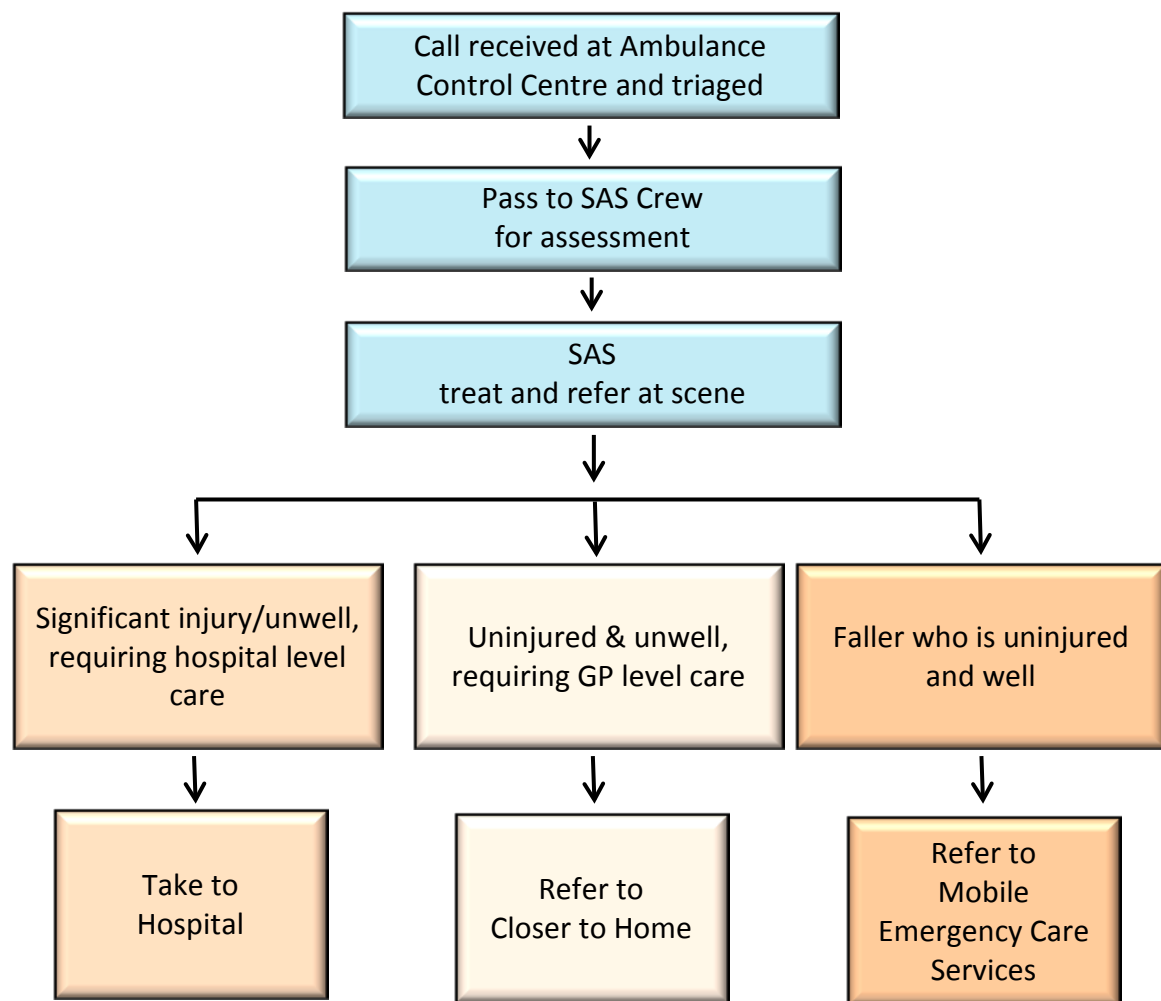 Call received at Ambulance
Control Centre and triaged
Pass to SAS Crew
for assessment
SAS
treat and refer at scene
Significant injury/unwell,
requiring hospital level
care
Uninjured & unwell,
requiring GP level care
Faller who is uninjured
and well
Take to
Hospital
Refer to
Closer to Home
Refer to
Mobile
Emergency Care
Services